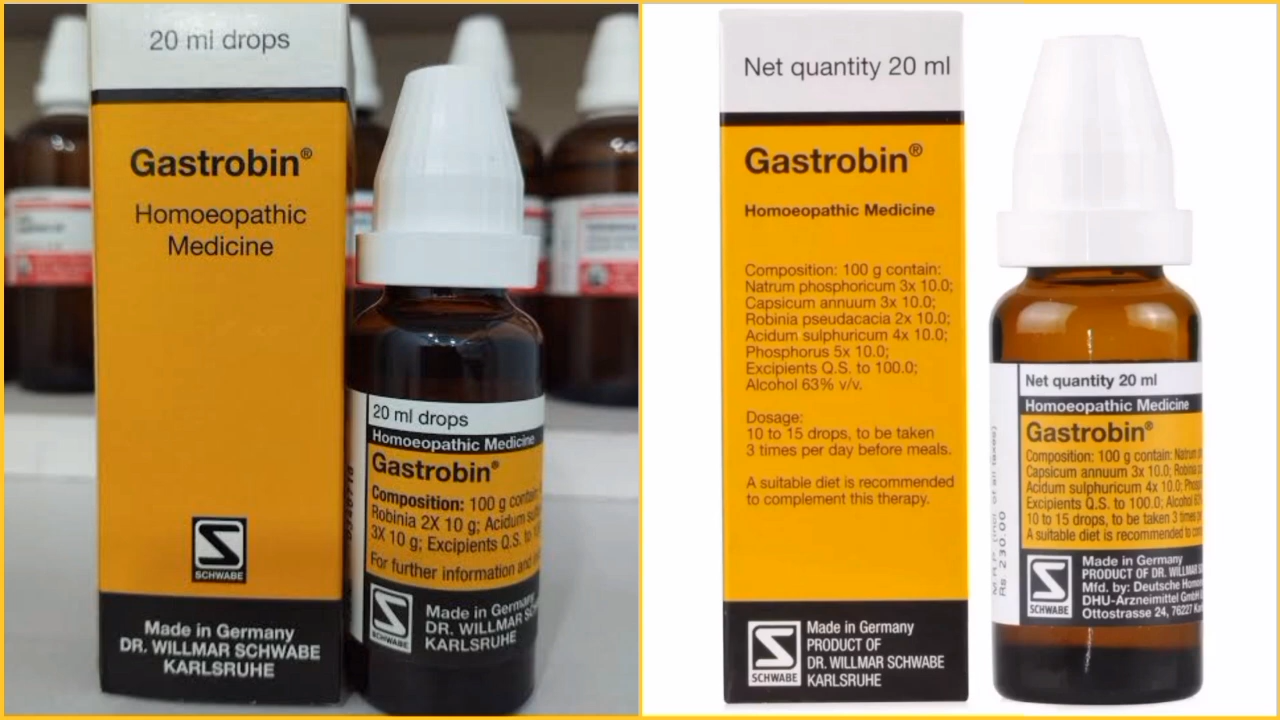 20 ml drops
Gastrobin®
Homoeopathic
Medicine
SCHWABE
Made in Germany
DR. WILLMAR SCHWABE
KARLSRUHE
20 ml drops
Homoeopathic Medicine
Gastrobin®
Composition: 100 g contain
Robinia 2X 10 g; Acidum
3X 10 g; Excipients Q.S. to
For further information
SCHWABE
Made in Germany
DR. WILLMAR
KARLSRUHE
Net quantity 20 ml
Gastrobin®
Homoeopathic Medicine
Composition: 100 g contain:
Natrum phosphoricum 3x 10.0;
Capsicum annuum 3x 10.0;
Robinia pseudacacia 2x 10.0;
Acidum sulphuricum 4x 10.0;
Phosphorus 5x 10.0;
Excipients Q.S. to 100.0;
Alcohol 63% v/v.
Dosage:
10 to 15 drops, to be taken
3 times per day before meals.
A suitable diet is recommended
to complement this therapy.
SCHWABE
Made in Germany
PRODUCT OF
DR. WILLMAR SCHWABE
KARLSRUHE
Net quantity 20 ml
Homoeopathic Medicine
Gastrobin®
Composition: 100 g contain: Natrum
Capsicum annuum 3x 10.0;
Acidum sulphuricum 4x 10.0;
Excipients Q.S. to 100.0; Alcohol
10 to 15 drops, to be taken 3 times
A suitable diet is recommended to
SCHWABE
Made in Germany
PRODUCT OF DR. WILLMAR
Mfd. by: Deutsche
DHU-Arzneimittel
Ottostrasse 24, 76227
Rs 230.00